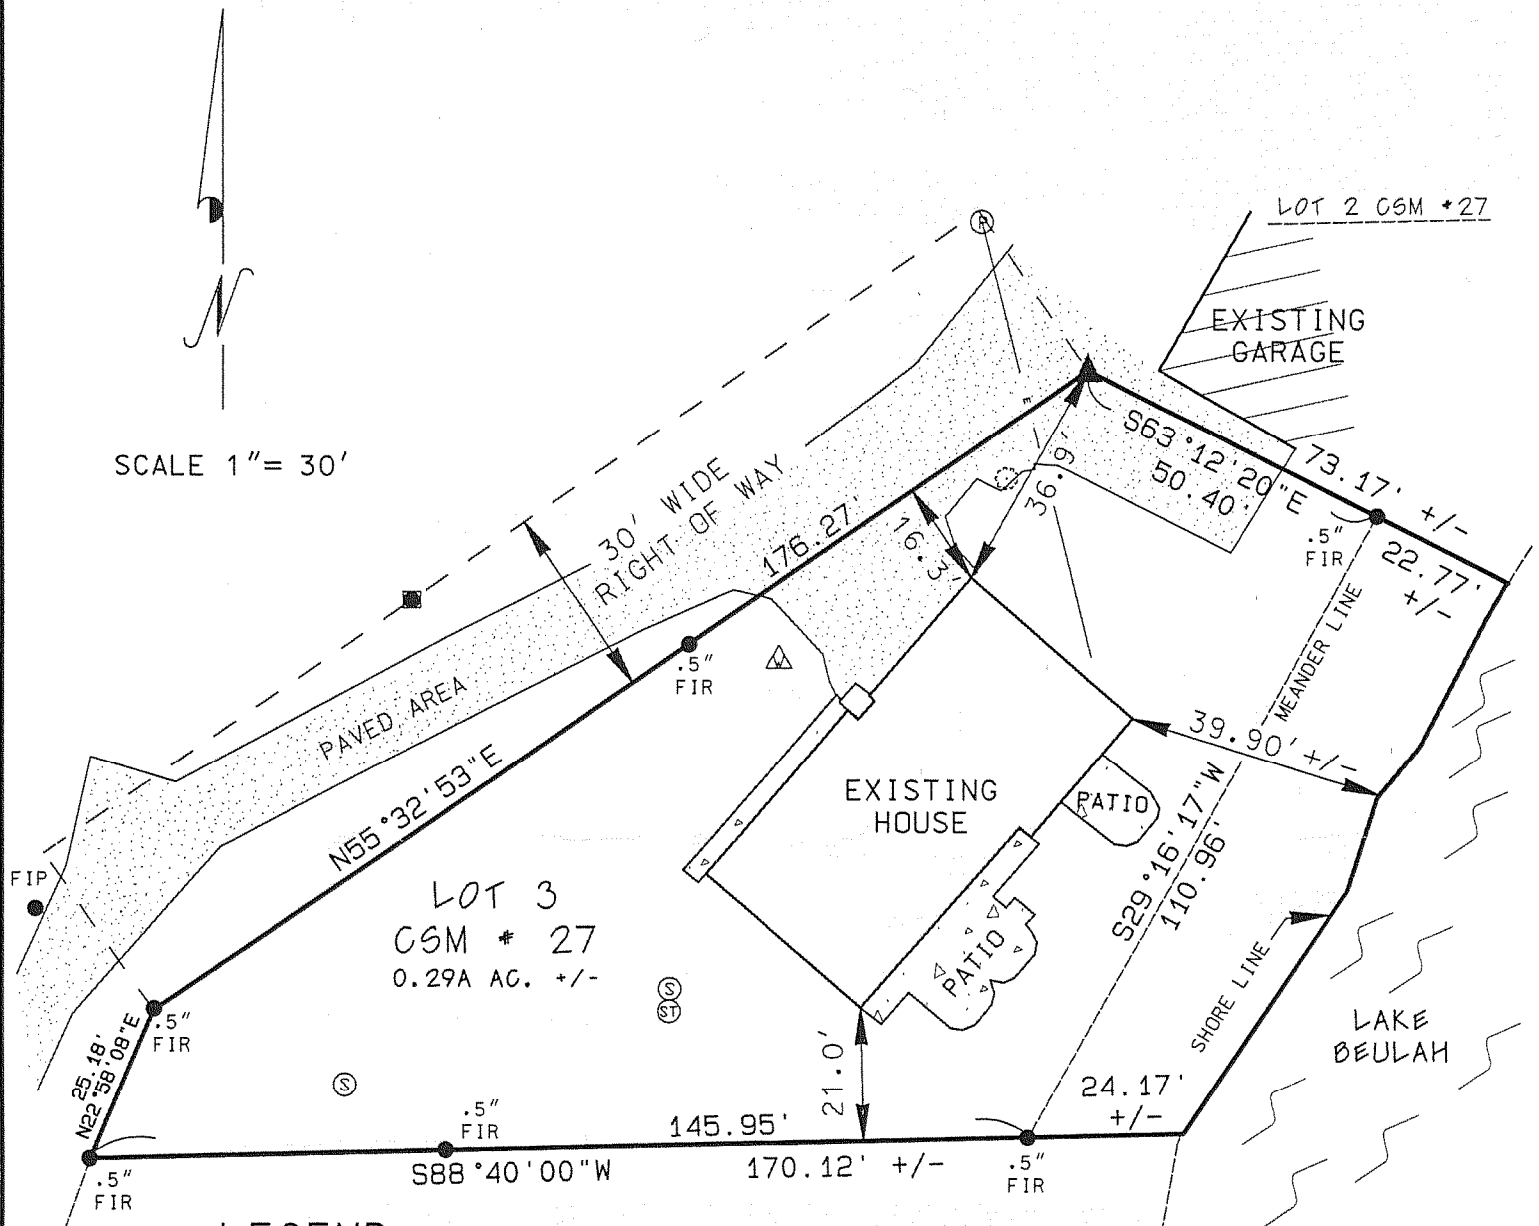 N
SCALE 1"= 30'
LOT 2 CSM #27
EXISTING
GARAGE
P
S63°12'20"E
50.40'
73.17' +/-
.5"
FIR
22.77'
+/-
36.9'
16.3'
30' WIDE
RIGHT OF WAY
176.27'
.5"
FIR
W
PAVED AREA
N55°32'53"E
MEANDER LINE
39.90' +/-
EXISTING
HOUSE
PATIO
S29°16'17"W
110.96'
FIP
LOT 3
CSM # 27
0.29A AC. +/-
PATIO
SHORE LINE
LAKE
BEULAH
S
ST
.5"
FIR
25.18'
N22°58'08"E
S
21.0'
24.17'
+/-
.5"
FIR
145.95'
S88°40'00"W
170.12' +/-
.5"
FIR
.5"
FIR
LEGEND